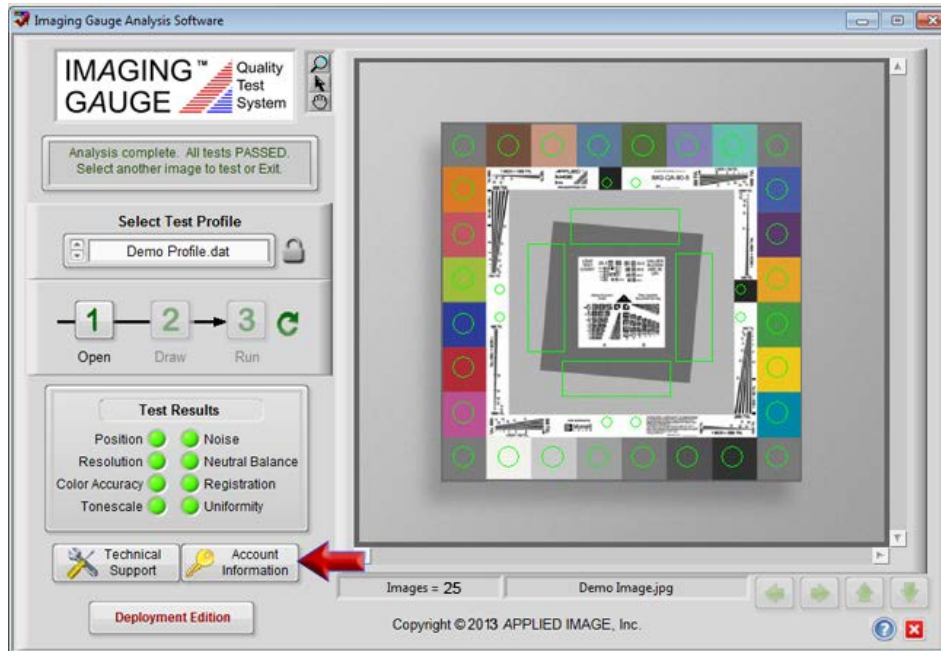 Imaging Gauge Analysis Software
IMAGING™
GAUGE
Quality
Test
System
Analysis complete. All tests PASSED.
Select another image to test or Exit.
Select Test Profile
Demo Profile.dat
1 2 3
Open Draw Run
Test Results
Position Noise
Resolution Neutral Balance
Color Accuracy Registration
Tonescale Uniformity
Technical
Support
Account
Information
Deployment Edition
Images = 25
Demo Image.jpg
Copyright © 2013 APPLIED IMAGE, Inc.